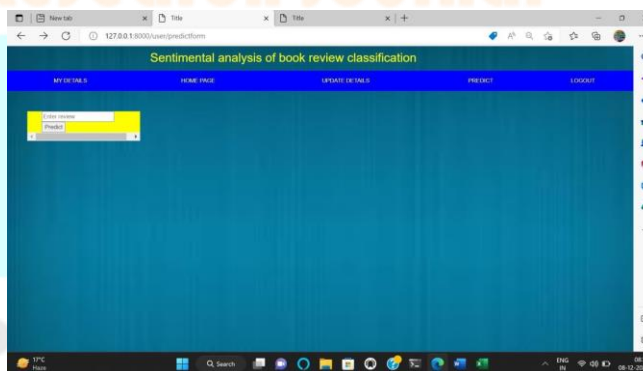 New tab
Title
Title
127.0.0.1:8000/user/predictform
Sentimental analysis of book review classification
MY DETAILS HOME PAGE UPDATE DETAILS PREDICT LOGOUT
Enter review
Predict
17°C
Haze
Search
ENG
IN